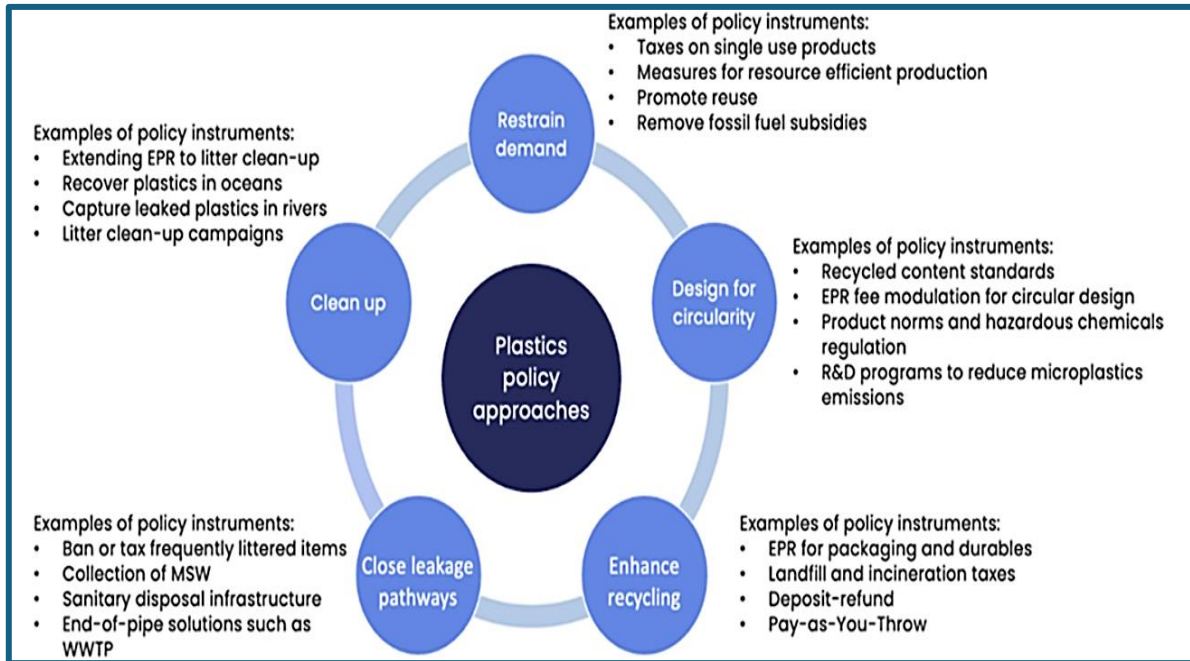 Examples of policy instruments:
• Taxes on single use products
• Measures for resource efficient production
• Promote reuse
• Remove fossil fuel subsidies
Restrain
demand
Examples of policy instruments:
• Extending EPR to litter clean-up
• Recover plastics in oceans
• Capture leaked plastics in rivers
• Litter clean-up campaigns
Clean up
Plastics
policy
approaches
Design for
circularity
Examples of policy instruments:
• Recycled content standards
• EPR fee modulation for circular design
• Product norms and hazardous chemicals
regulation
• R&D programs to reduce microplastics
emissions
Examples of policy instruments:
• Ban or tax frequently littered items
• Collection of MSW
• Sanitary disposal infrastructure
• End-of-pipe solutions such as
WWTP
Close leakage
pathways
Enhance
recycling
Examples of policy instruments:
• EPR for packaging and durables
• Landfill and incineration taxes
• Deposit-refund
• Pay-as-You-Throw